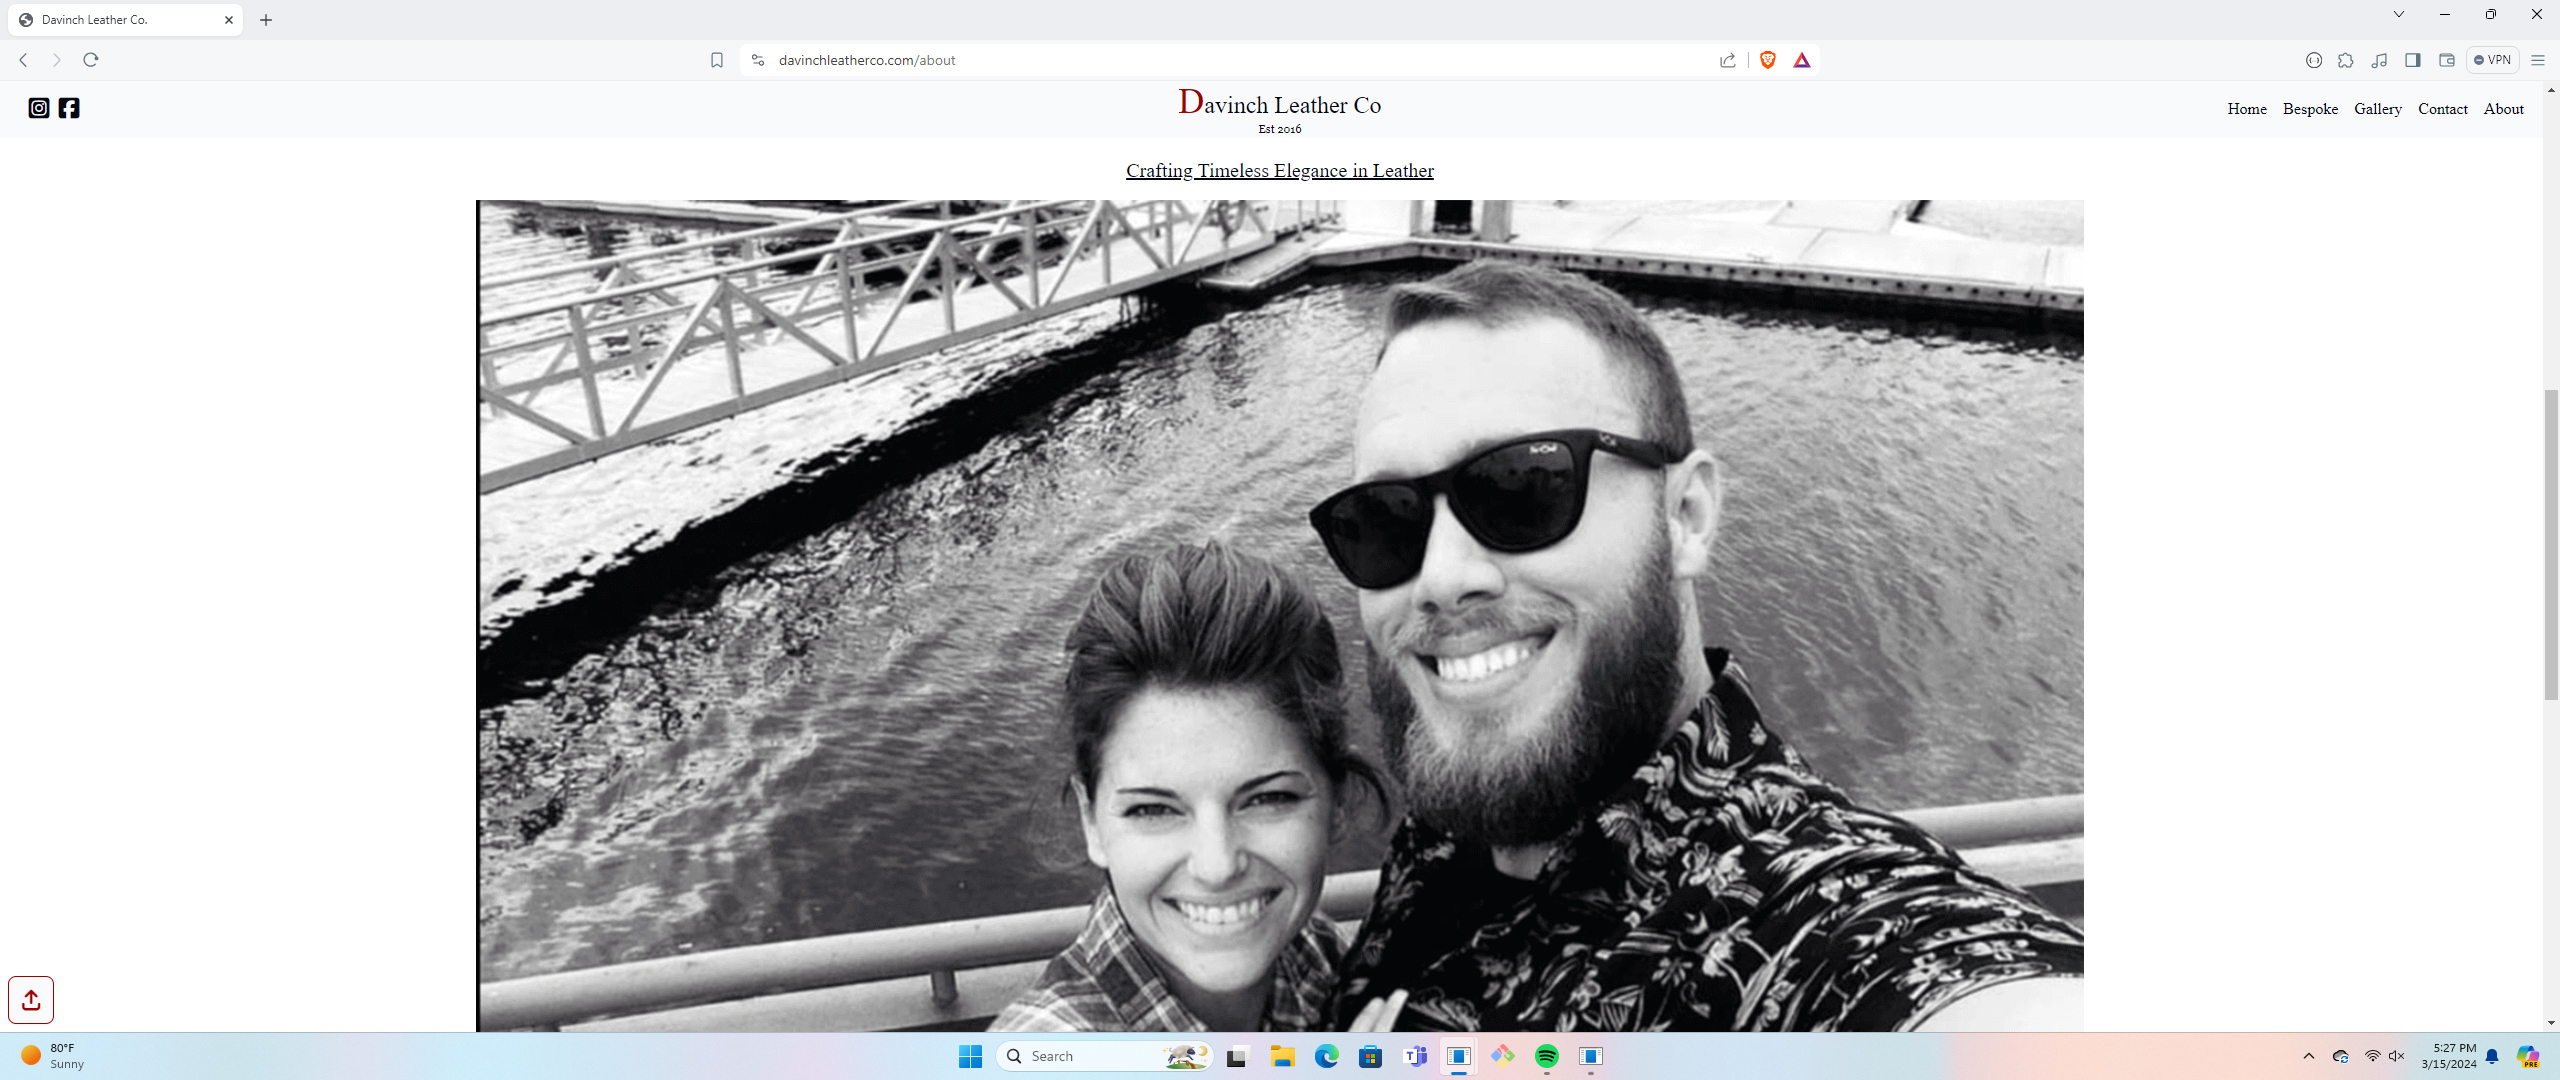 Davinch Leather Co.
davinchleatherco.com/about
VPN
Davinch Leather Co
Est 2016
Home Bespoke Gallery Contact About
Crafting Timeless Elegance in Leather
80°F
Sunny
Search
PRE
5:27 PM
3/15/2024